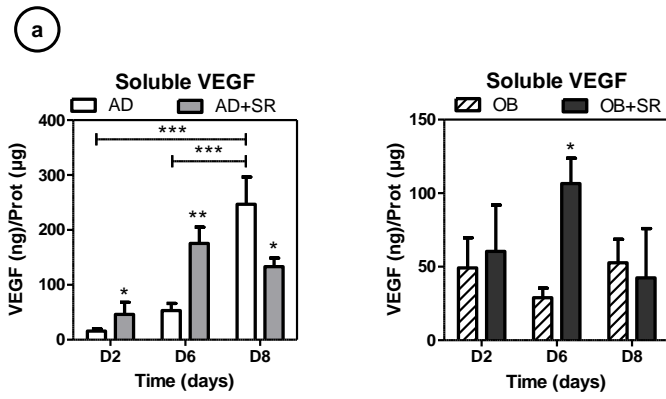 a
Soluble VEGF
AD AD+SR
400
300
200
100
0
VEGF (ng)/Prot (µg)
***
***
*
**
*
D2 D6 D8
Time (days)
Soluble VEGF
OB OB+SR
150
100
50
0
VEGF (ng)/Prot (µg)
*
D2 D6 D8
Time (days)